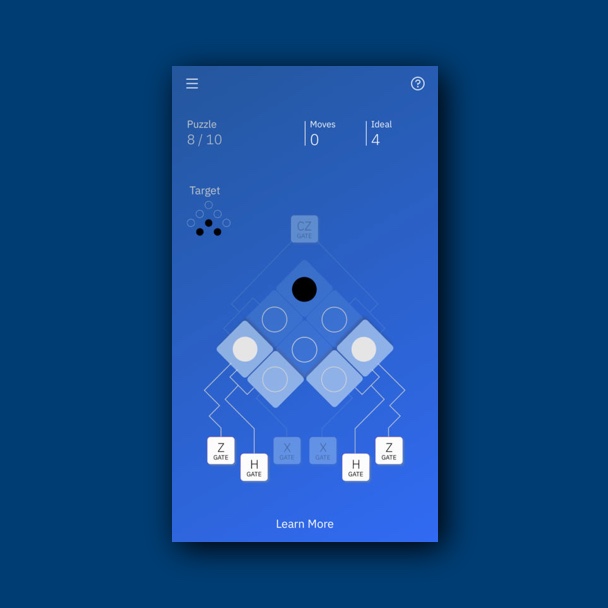 Puzzle
8 / 10
Moves
0
Ideal
4
Target
CZ
GATE
Z
GATE
H
GATE
X
GATE
X
GATE
H
GATE
Z
GATE
Learn More